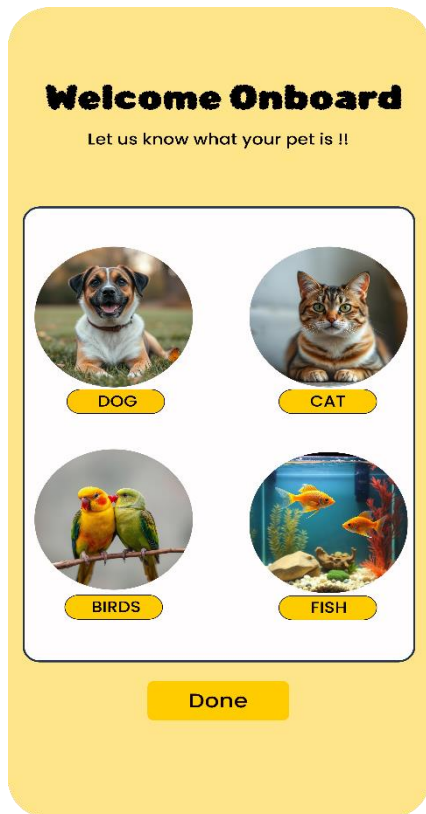 Welcome Onboard
Let us know what your pet is !!
DOG
CAT
BIRDS
FISH
Done